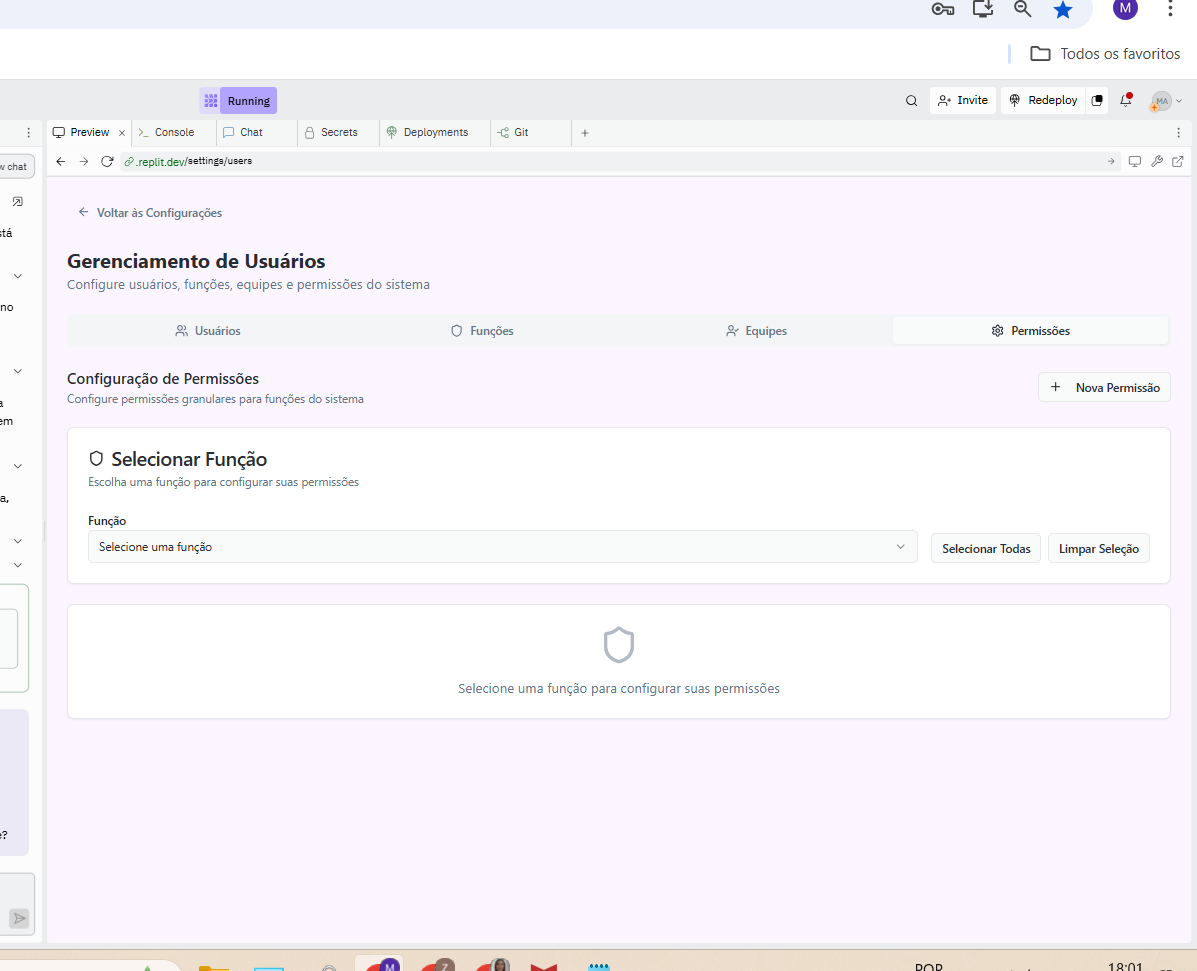 M
Todos os favoritos
Running
Invite
Redeploy
MA
Preview
Console
Chat
Secrets
Deployments
Git
w chat
.replit.dev/settings/users
Voltar às Configurações
stá
Gerenciamento de Usuários
Configure usuários, funções, equipes e permissões do sistema
no
Usuários
Funções
Equipes
Permissões
Configuração de Permissões
Configure permissões granulares para funções do sistema
Nova Permissão
a
em
Selecionar Função
Escolha uma função para configurar suas permissões
a,
Função
Selecione uma função
Selecionar Todas
Limpar Seleção
Selecione uma função para configurar suas permissões
e?
M
Z
POR
18:01